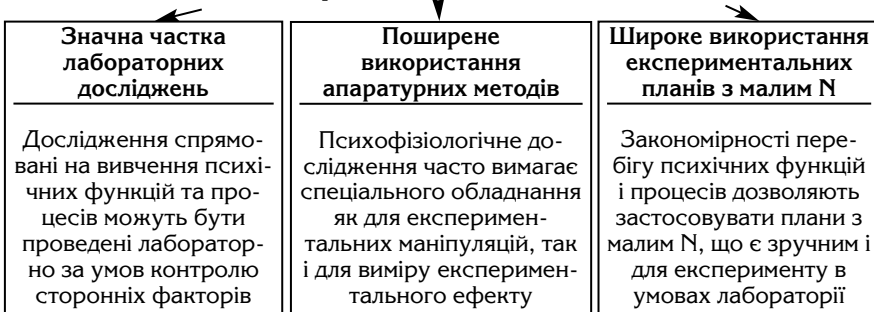 Значна частка
лабораторних
досліджень
Дослідження спрямо-
вані на вивчення психі-
чних функцій та про-
цесів можуть бути
проведені лаборатор-
но за умов контролю
сторонніх факторів
Поширене
використання
апаратурних методів
Психофізіологічне до-
слідження часто вимагає
спеціального обладнання
як для експеримен-
тальних маніпуляцій, так
і для виміру експеримен-
тального ефекту
Широке використання
експериментальних
планів з малим N
Закономірності пере-
бігу психічних функцій
і процесів дозволяють
застосовувати плани з
малим N, що є зручним і
для експерименту в
умовах лабораторії